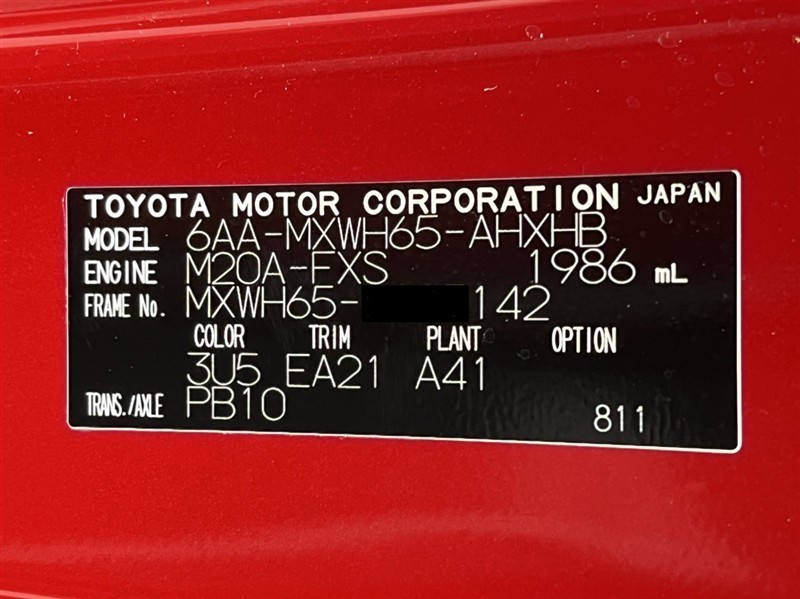 TOYOTA MOTOR CORPORATION JAPAN
MODEL 6AA-MXWH65-AHXHB
ENGINE M20A-FXS 1986 mL
FRAME No. MXWH65- 142
COLOR TRIM PLANT OPTION
3U5 EA21 A41
TRANS./AXLE PB10
811